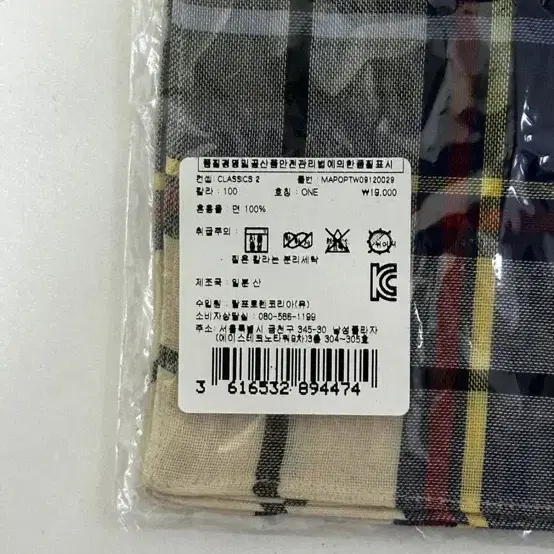 품질경영및공산품안전관리법에의한품질표시
컨셉: CLASSICS 2 품번: MAPOPTW09120029
칼라: 100 호칭: ONE ₩19,000
혼용률: 면 100%
취급주의:
짙은 칼라는 분리세탁
제조국: 일본 산
수입원: 랄프로렌코리아(유)
소비자상담실: 080-586-1199
주소: 서울특별시 금천구 345-30 남성플라자
(에이스테크노타워9차)3층 304~305호
3 616532 894474